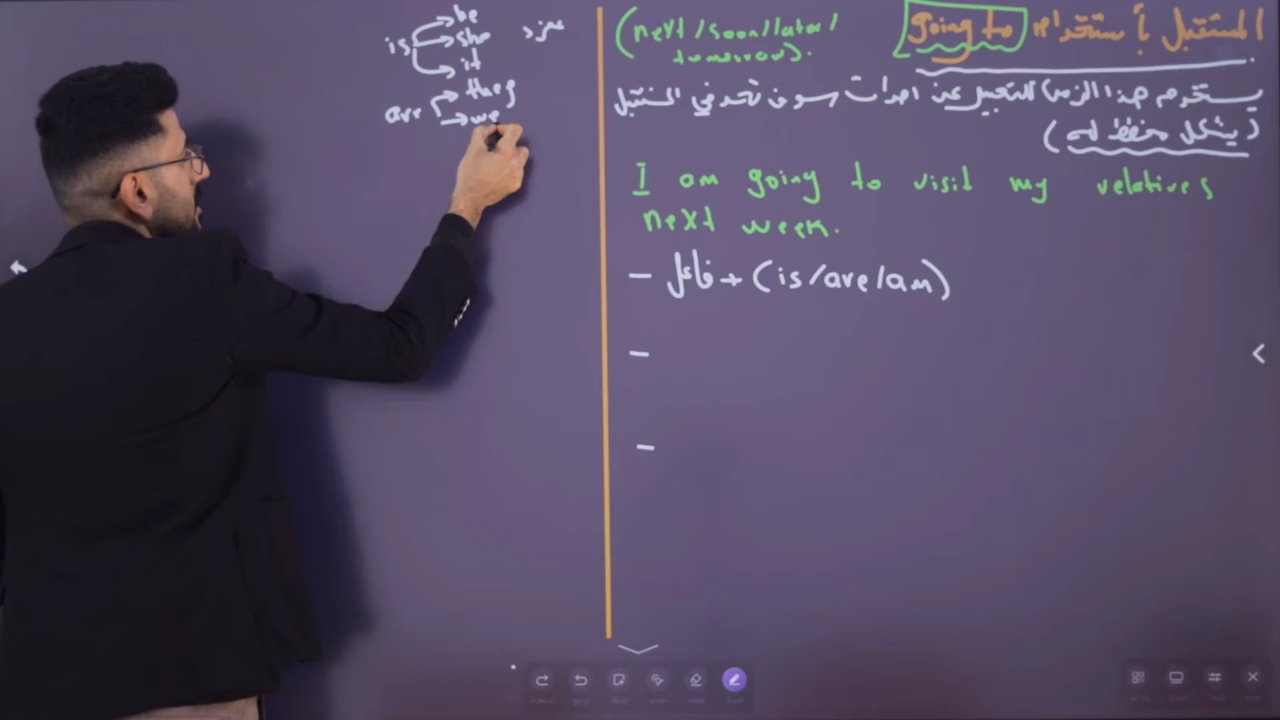 المستقبل بأستخدام going to
(next/soon/later/
tomorrow).
يستخدم هذا الزمن للتعبير عن احداث سوف تحدث في المستقبل
(بشكل مخطط له)
I am going to visit my relatives
next week.
- فاعل + (is/are/am)
-
-
is → he
→ she مفرد
→ it
are → they
→ we